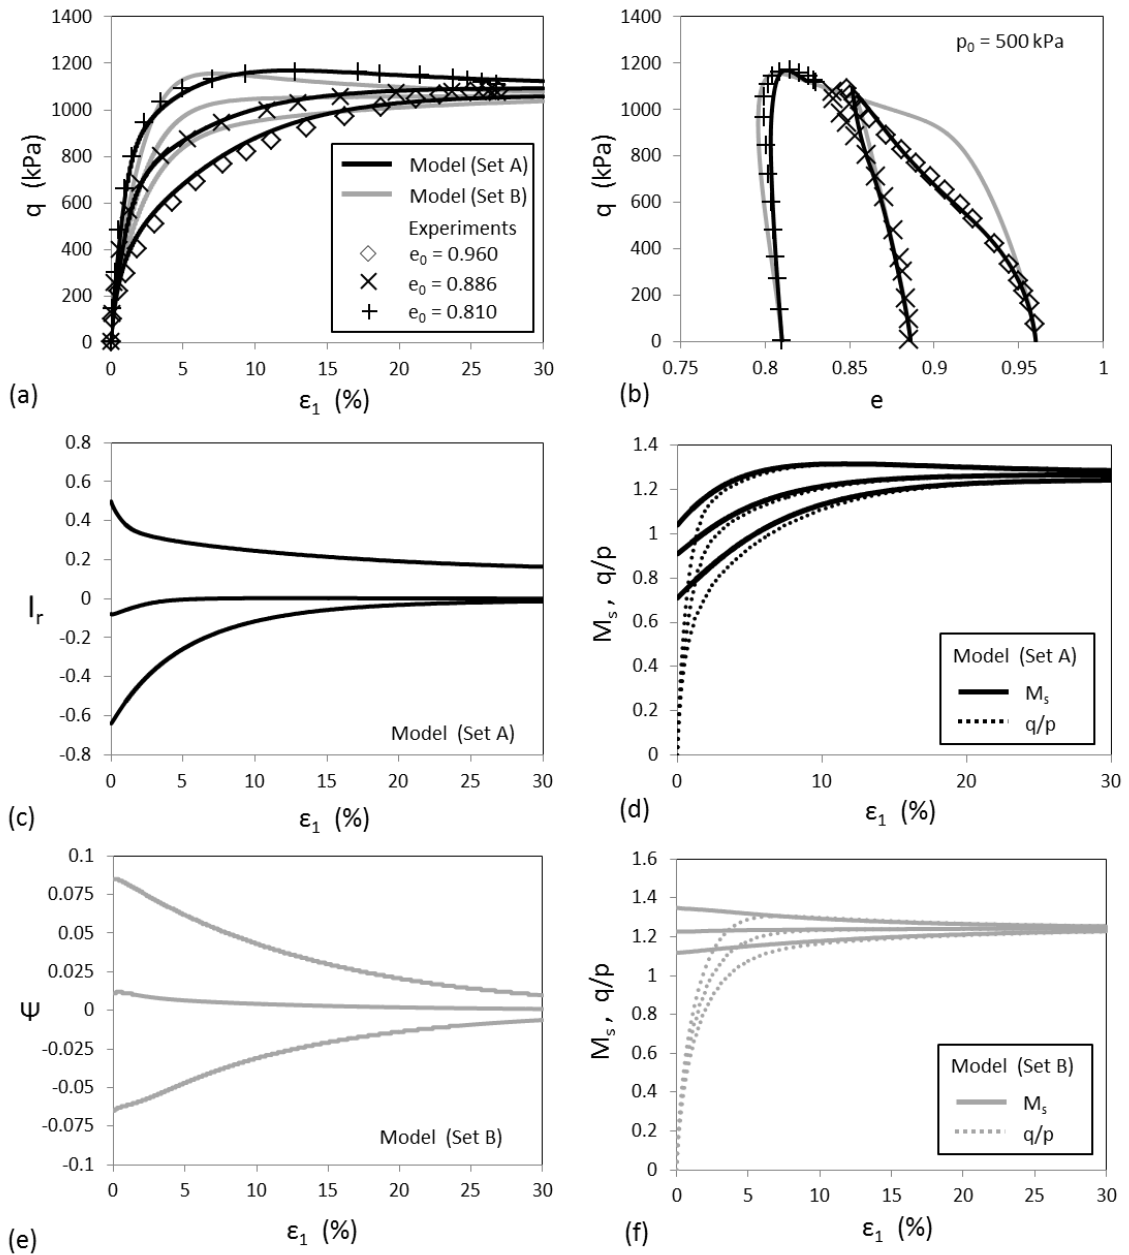 1400
1200
1000
800
600
400
200
0
q (kPa)
Model (Set A)
Model (Set B)
Experiments
e₀ = 0.960
e₀ = 0.886
e₀ = 0.810
0 5 10 15 20 25 30
(a) ε₁ (%)
1400
1200
1000
800
600
400
200
0
q (kPa)
p₀ = 500 kPa
0.75 0.8 0.85 0.9 0.95 1
(b) e
0.8
0.6
0.4
0.2
0
-0.2
-0.4
-0.6
-0.8
Iᵣ
Model (Set A)
0 5 10 15 20 25 30
(c) ε₁ (%)
1.4
1.2
1
0.8
0.6
0.4
0.2
0
Mₛ , q/p
Model (Set A)
Mₛ
q/p
0 10 20 30
(d) ε₁ (%)
0.1
0.075
0.05
0.025
0
-0.025
-0.05
-0.075
-0.1
Ψ
Model (Set B)
0 5 10 15 20 25 30
(e) ε₁ (%)
1.6
1.4
1.2
1
0.8
0.6
0.4
0.2
0
Mₛ , q/p
Model (Set B)
Mₛ
q/p
0 5 10 15 20 25 30
(f) ε₁ (%)